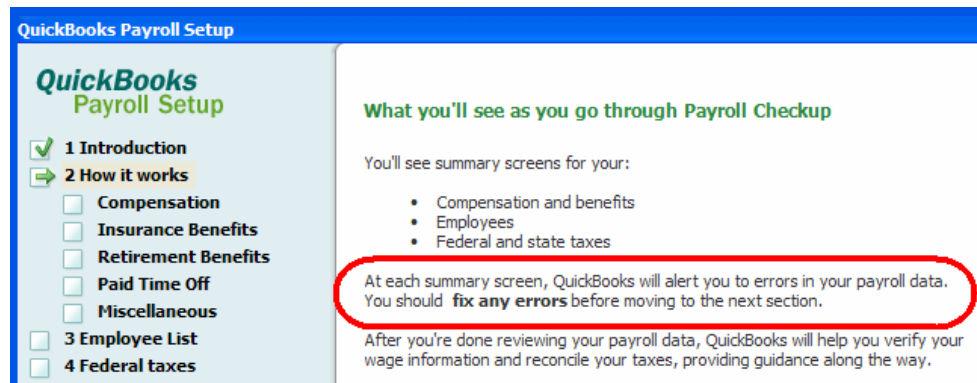 QuickBooks Payroll Setup
QuickBooks
Payroll Setup
1 Introduction
2 How it works
Compensation
Insurance Benefits
Retirement Benefits
Paid Time Off
Miscellaneous
3 Employee List
4 Federal taxes
What you'll see as you go through Payroll Checkup
You'll see summary screens for your:
• Compensation and benefits
• Employees
• Federal and state taxes
At each summary screen, QuickBooks will alert you to errors in your payroll data.
You should fix any errors before moving to the next section.
After you're done reviewing your payroll data, QuickBooks will help you verify your
wage information and reconcile your taxes, providing guidance along the way.